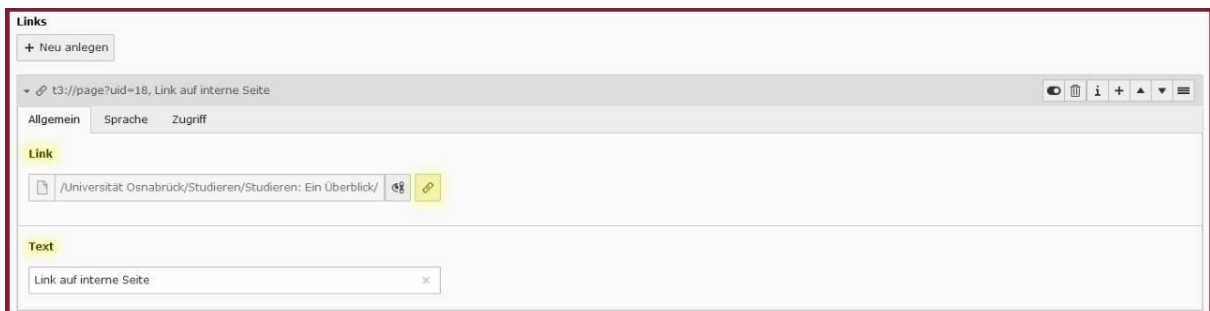 Links
+ Neu anlegen
t3://page?uid=18, Link auf interne Seite
Allgemein Sprache Zugriff
Link
/Universität Osnabrück/Studieren/Studieren: Ein Überblick/
Text
Link auf interne Seite